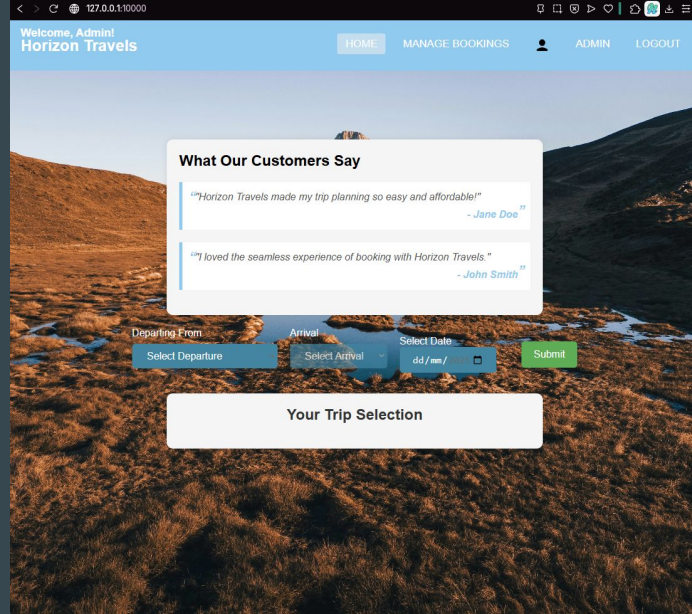 127.0.0.1:10000
Welcome, Admin!
Horizon Travels
HOME MANAGE BOOKINGS ADMIN LOGOUT
What Our Customers Say
“"Horizon Travels made my trip planning so easy and affordable!"
- Jane Doe”
“"I loved the seamless experience of booking with Horizon Travels."
- John Smith”
Departing From Arrival Select Date
Select Departure Select Arrival dd/mm/ Submit
Your Trip Selection